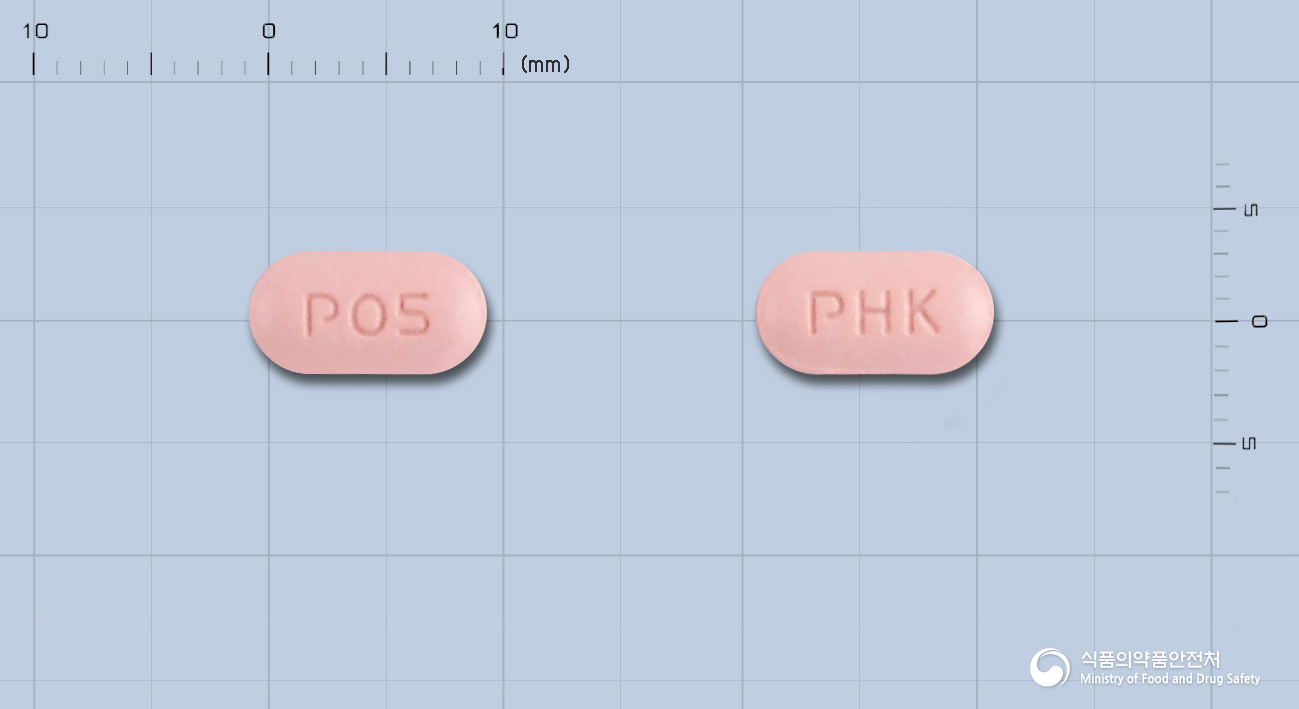 10 0 10
(mm)
5
0
5
POS
PHK
식품의약품안전처
Ministry of Food and Drug Safety